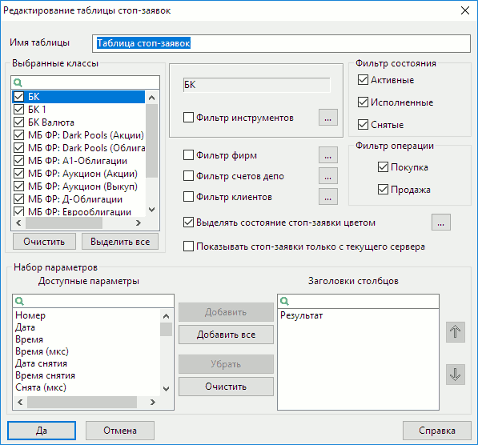 Редактирование таблицы стоп-заявок
Имя таблицы
Таблица стоп-заявок
Выбранные классы
БК
БК 1
БК Валюта
МБ ФР: Dark Pools (Акции)
МБ ФР: Dark Pools (Облига
МБ ФР: А1-Облигации
МБ ФР: Аукцион (Акции)
МБ ФР: Аукцион (Выкуп)
МБ ФР: Д-Облигации
МБ ФР: Еврооблигации
Очистить
Выделить все
БК
Фильтр инструментов ...
Фильтр фирм ...
Фильтр счетов депо ...
Фильтр клиентов ...
Выделять состояние стоп-заявки цветом ...
Показывать стоп-заявки только с текущего сервера
Фильтр состояния
Активные
Исполненные
Снятые
Фильтр операции
Покупка
Продажа
Набор параметров
Доступные параметры
Номер
Дата
Время
Время (мкс)
Дата снятия
Время снятия
Снята (мкс)
Добавить
Добавить все
Убрать
Очистить
Заголовки столбцов
Результат
Да
Отмена
Справка